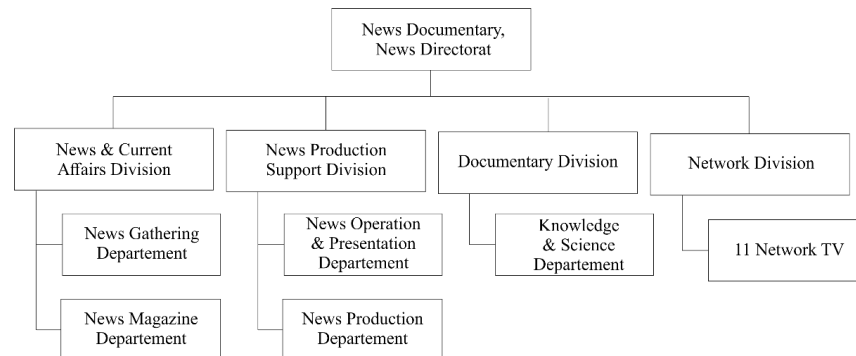 News Documentary,
News Directorat
News & Current
Affairs Division
News Production
Support Division
Documentary Division
Network Division
News Gathering
Departement
News Operation
& Presentation
Departement
Knowledge
& Science
Departement
11 Network TV
News Magazine
Departement
News Production
Departement